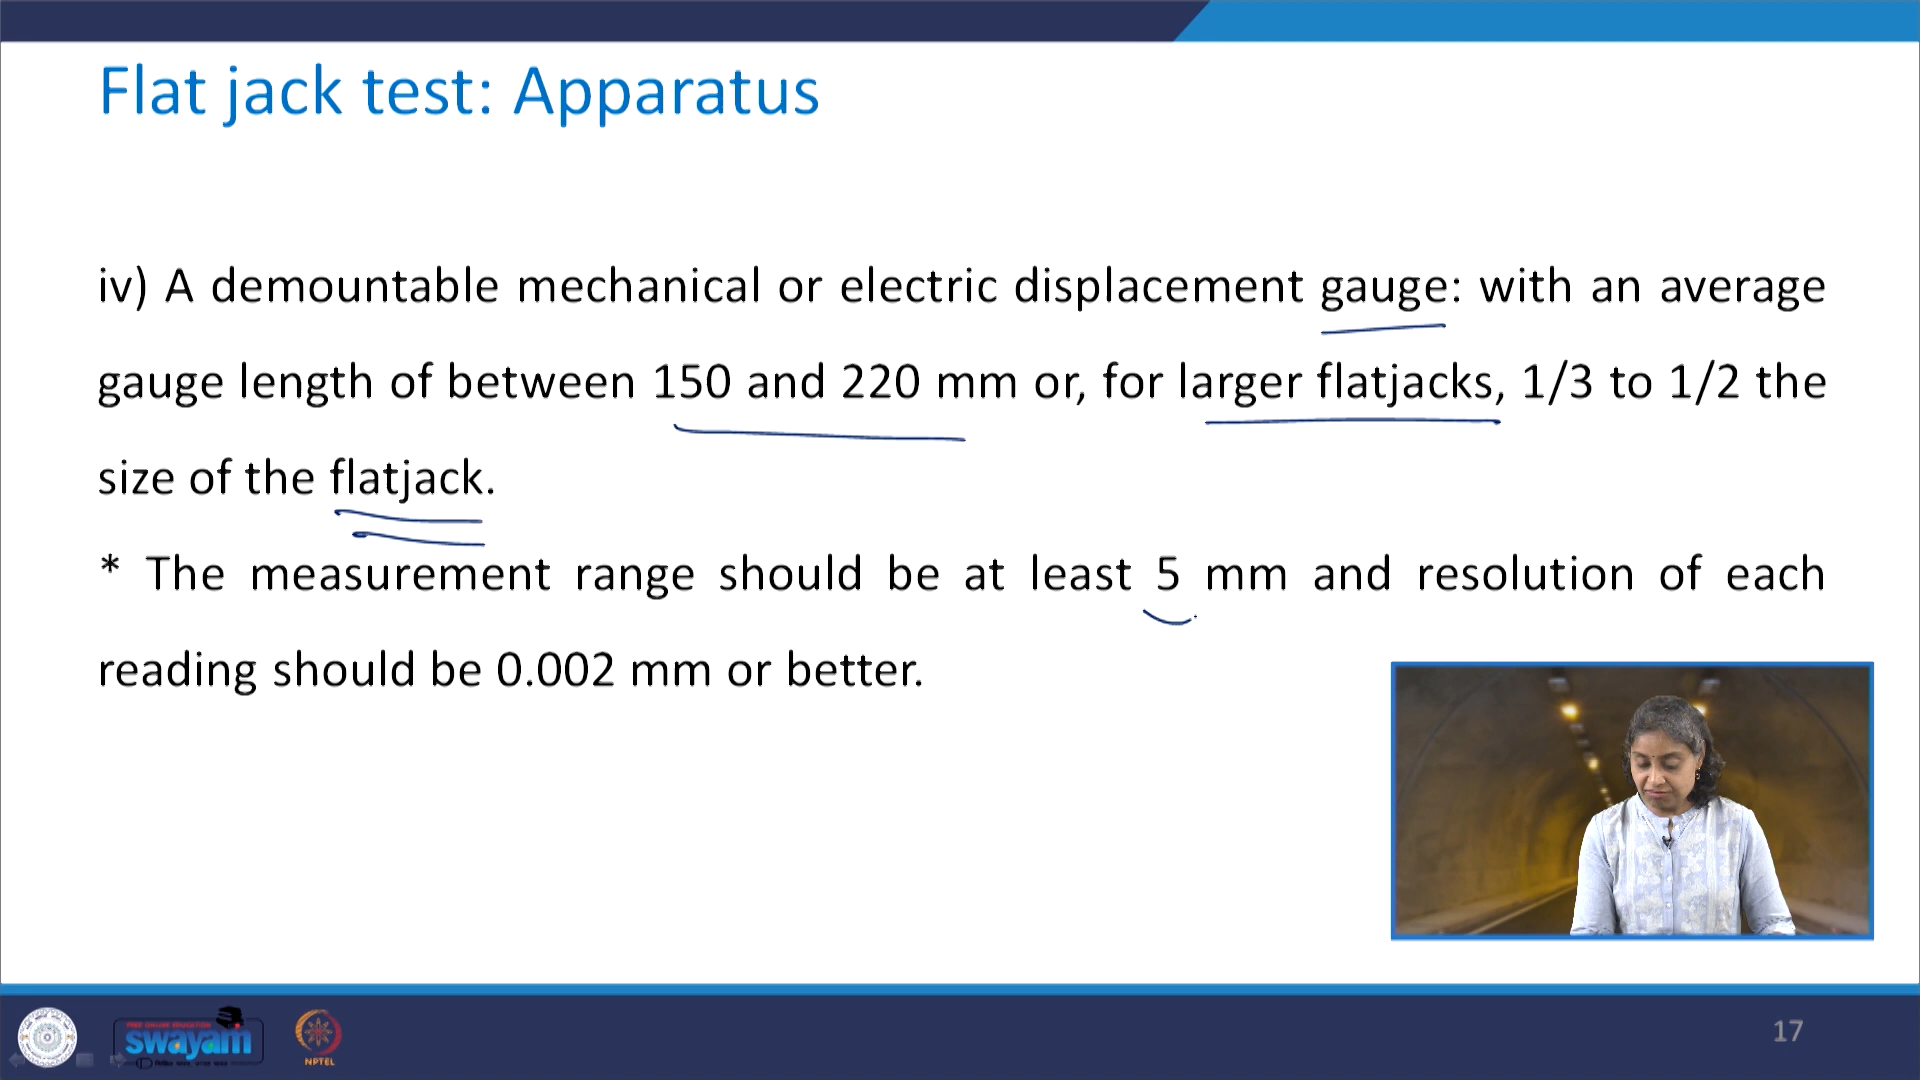 Flat jack test: Apparatus
iv) A demountable mechanical or electric displacement gauge: with an average
gauge length of between 150 and 220 mm or, for larger flatjacks, 1/3 to 1/2 the
size of the flatjack.
* The measurement range should be at least 5 mm and resolution of each
reading should be 0.002 mm or better.
FREE ONLINE EDUCATION
swayam
NPTEL
17